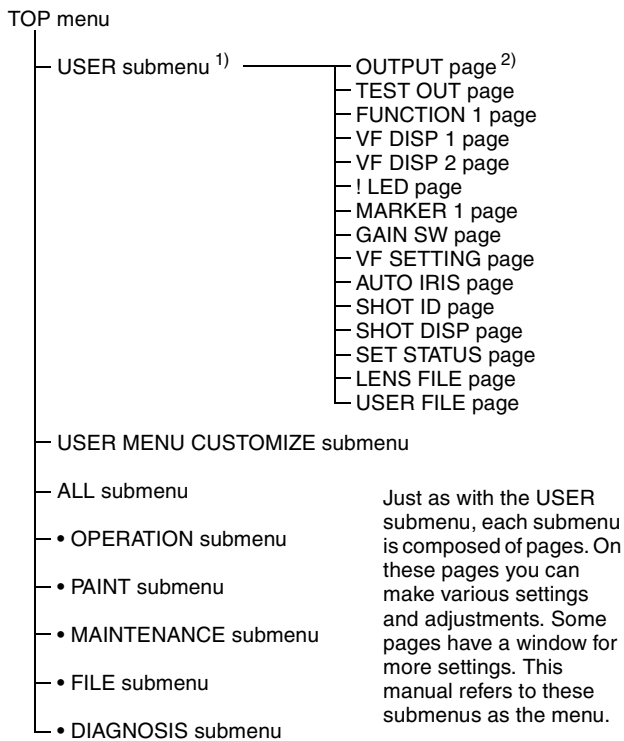 TOP menu
USER submenu 1)
OUTPUT page 2)
TEST OUT page
FUNCTION 1 page
VF DISP 1 page
VF DISP 2 page
! LED page
MARKER 1 page
GAIN SW page
VF SETTING page
AUTO IRIS page
SHOT ID page
SHOT DISP page
SET STATUS page
LENS FILE page
USER FILE page
USER MENU CUSTOMIZE submenu
ALL submenu
• OPERATION submenu
• PAINT submenu
• MAINTENANCE submenu
• FILE submenu
• DIAGNOSIS submenu
Just as with the USER
submenu, each submenu
is composed of pages. On
these pages you can
make various settings
and adjustments. Some
pages have a window for
more settings. This
manual refers to these
submenus as the menu.